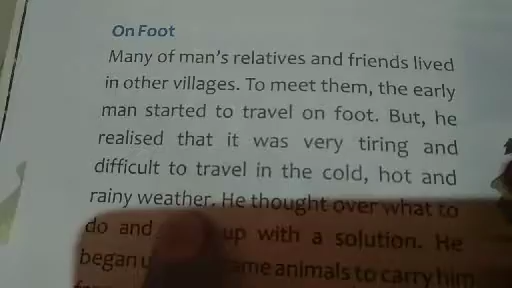 On Foot
Many of man's relatives and friends lived
in other villages. To meet them, the early
man started to travel on foot. But, he
realised that it was very tiring and
difficult to travel in the cold, hot and
rainy weather. He thought over what to
do and up with a solution. He
began animals to carry him